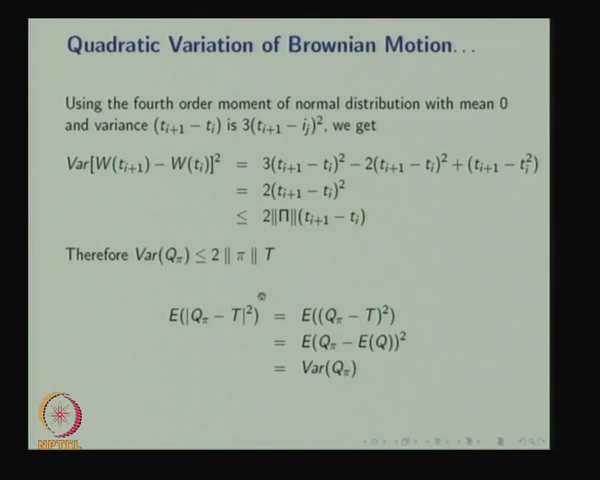 Quadratic Variation of Brownian Motion...
Using the fourth order moment of normal distribution with mean 0
and variance (t_{i+1} − t_i) is 3(t_{i+1} − i_j)^2, we get
Var[W(t_{i+1}) − W(t_i)]^2 = 3(t_{i+1} − t_i)^2 − 2(t_{i+1} − t_i)^2 + (t_{i+1} − t_i^2)
= 2(t_{i+1} − t_i)^2
≤ 2‖Π‖(t_{i+1} − t_i)
Therefore Var(Q_π) ≤ 2 ‖ π ‖ T
E(|Q_π − T|^2) = E((Q_π − T)^2)
= E(Q_π − E(Q))^2
= Var(Q_π)
NPTEL